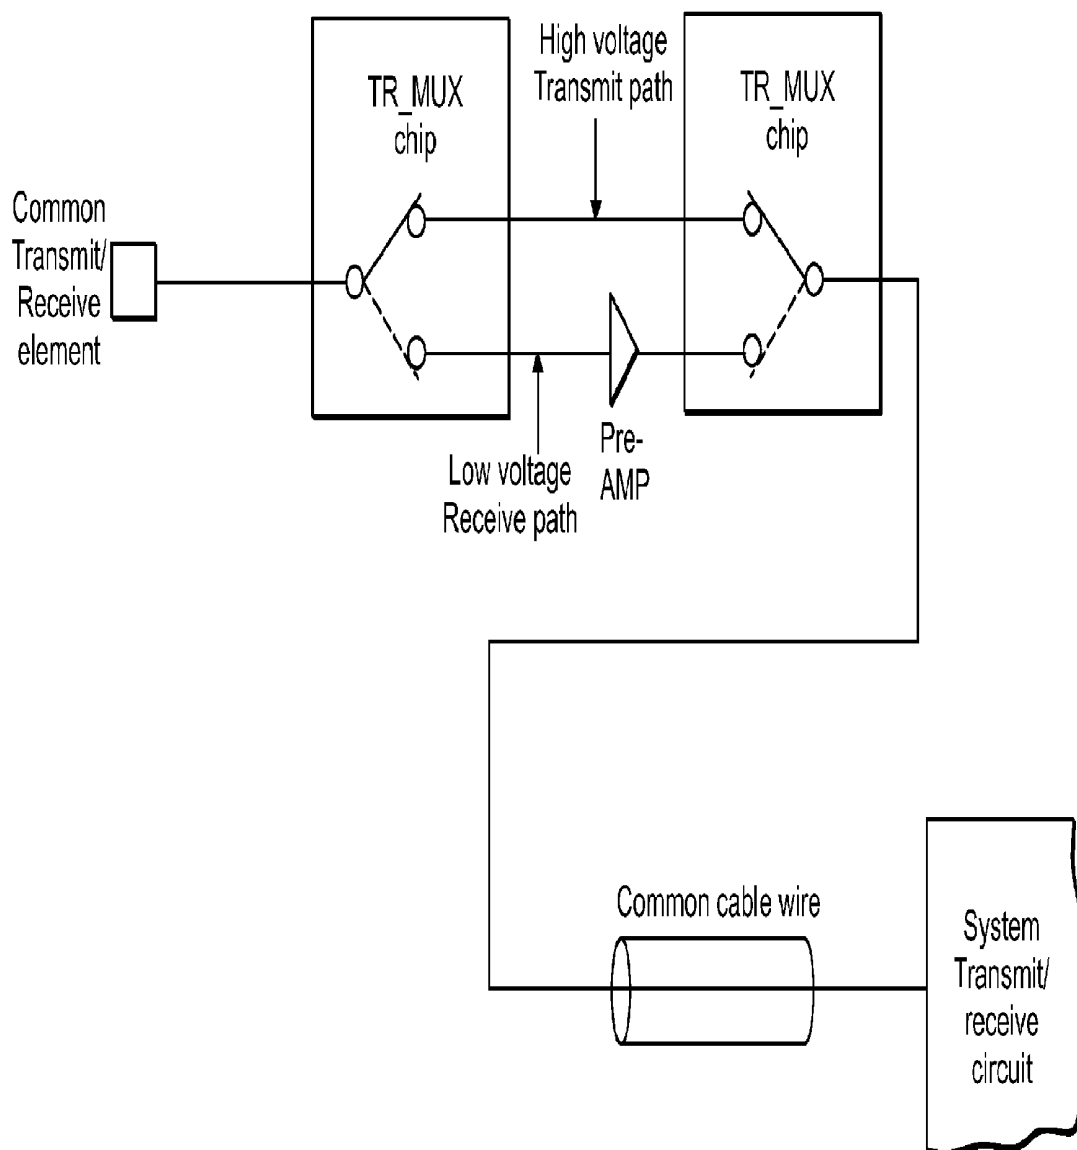 High voltage
Transmit path
TR_MUX
chip
TR_MUX
chip
Common
Transmit/
Receive
element
Low voltage
Receive path
Pre-
AMP
Common cable wire
System
Transmit/
receive
circuit